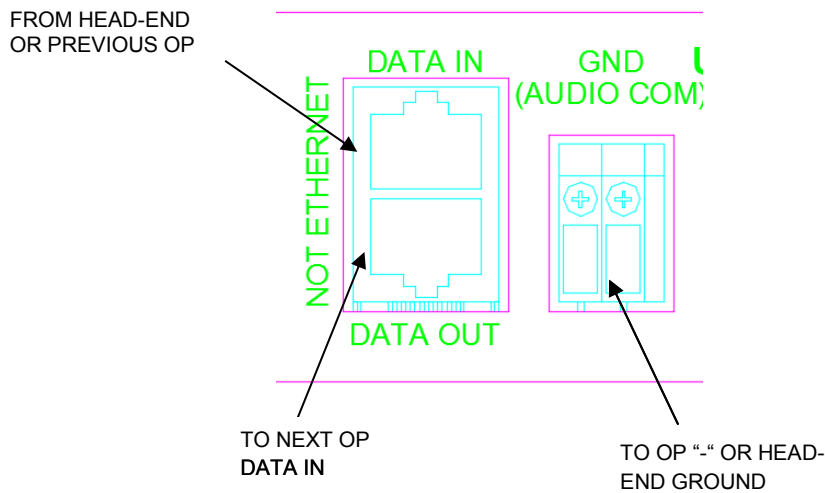 FROM HEAD-END
OR PREVIOUS OP
DATA IN
GND
(AUDIO COM)
NOT ETHERNET
DATA OUT
TO NEXT OP
DATA IN
TO OP “-“ OR HEAD-
END GROUND